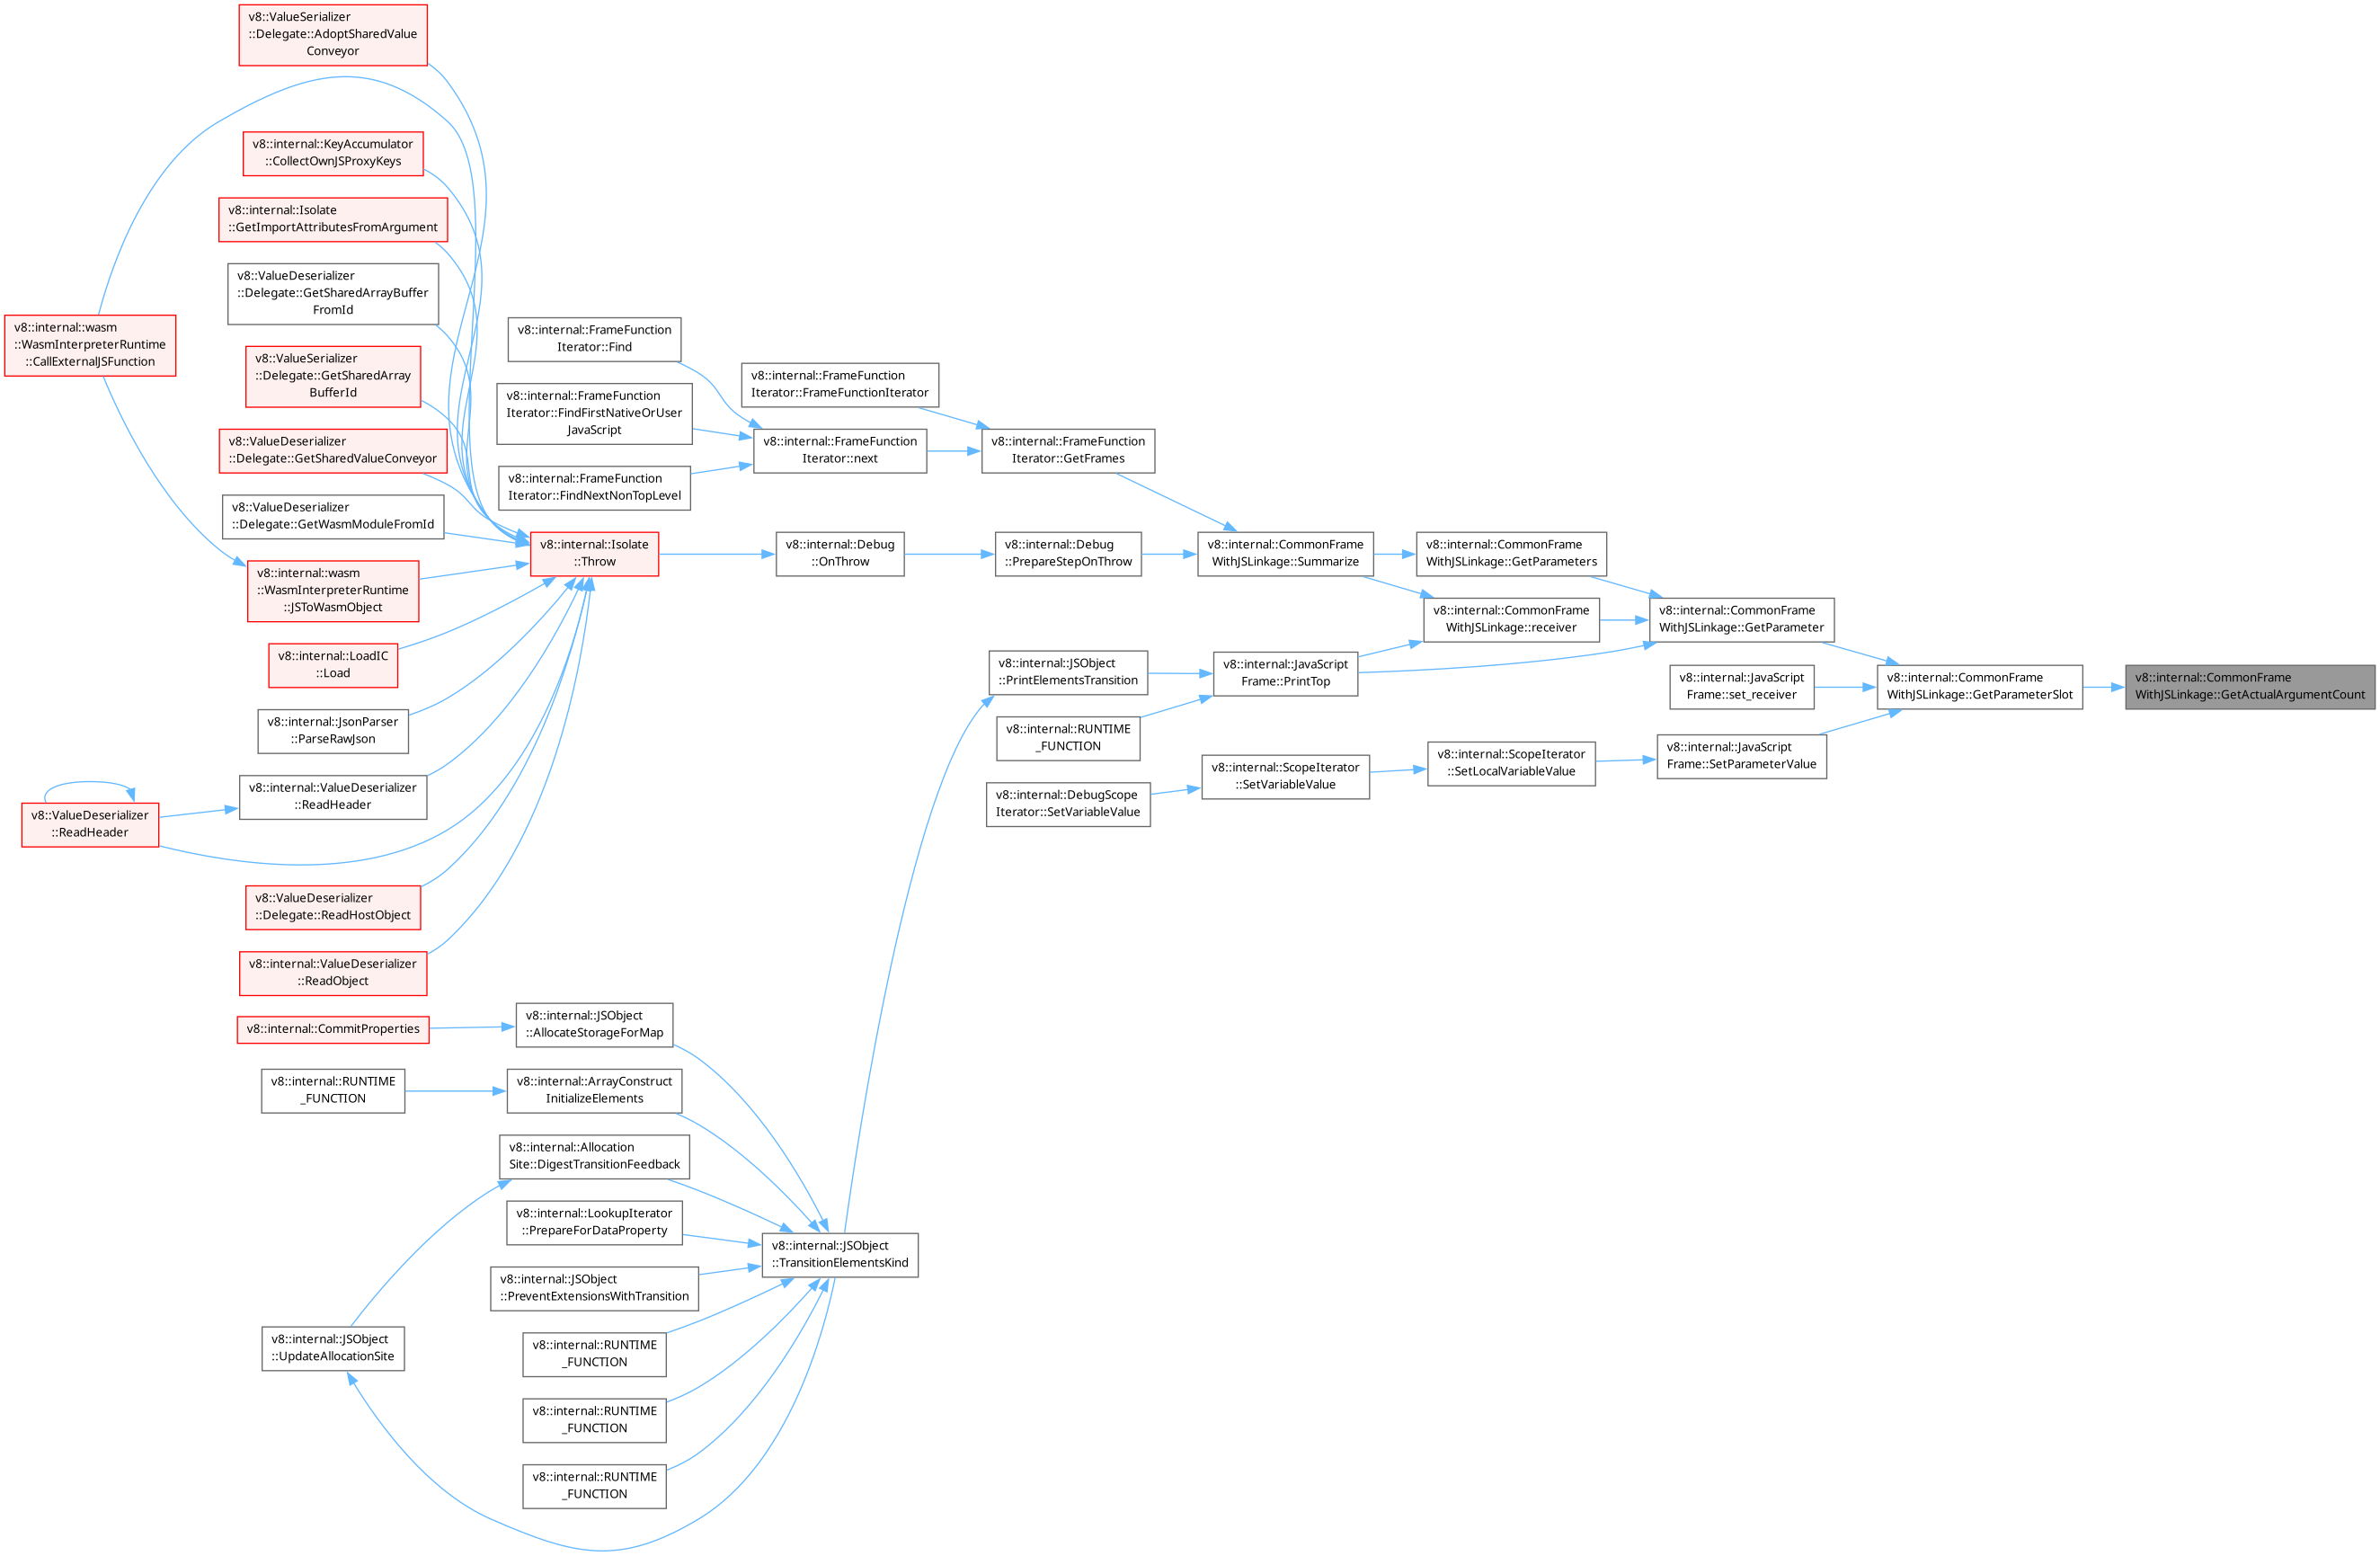 v8::ValueSerializer
::Delegate::AdoptSharedValue
Conveyor
v8::internal::KeyAccumulator
::CollectOwnJSProxyKeys
v8::internal::Isolate
::GetImportAttributesFromArgument
v8::ValueDeserializer
::Delegate::GetSharedArrayBuffer
FromId
v8::internal::wasm
::WasmInterpreterRuntime
::CallExternalJSFunction
v8::ValueSerializer
::Delegate::GetSharedArray
BufferId
v8::ValueDeserializer
::Delegate::GetSharedValueConveyor
v8::ValueDeserializer
::Delegate::GetWasmModuleFromId
v8::internal::wasm
::WasmInterpreterRuntime
::JSToWasmObject
v8::internal::LoadIC
::Load
v8::internal::JsonParser
::ParseRawJson
v8::internal::ValueDeserializer
::ReadHeader
v8::ValueDeserializer
::ReadHeader
v8::ValueDeserializer
::Delegate::ReadHostObject
v8::internal::ValueDeserializer
::ReadObject
v8::internal::CommitProperties
v8::internal::RUNTIME
_FUNCTION
v8::internal::JSObject
::UpdateAllocationSite
v8::internal::FrameFunction
Iterator::Find
v8::internal::FrameFunction
Iterator::FindFirstNativeOrUser
JavaScript
v8::internal::FrameFunction
Iterator::FindNextNonTopLevel
v8::internal::Isolate
::Throw
v8::internal::JSObject
::AllocateStorageForMap
v8::internal::ArrayConstruct
InitializeElements
v8::internal::Allocation
Site::DigestTransitionFeedback
v8::internal::LookupIterator
::PrepareForDataProperty
v8::internal::JSObject
::PreventExtensionsWithTransition
v8::internal::RUNTIME
_FUNCTION
v8::internal::RUNTIME
_FUNCTION
v8::internal::RUNTIME
_FUNCTION
v8::internal::FrameFunction
Iterator::FrameFunctionIterator
v8::internal::FrameFunction
Iterator::next
v8::internal::Debug
::OnThrow
v8::internal::JSObject
::TransitionElementsKind
v8::internal::FrameFunction
Iterator::GetFrames
v8::internal::Debug
::PrepareStepOnThrow
v8::internal::JSObject
::PrintElementsTransition
v8::internal::RUNTIME
_FUNCTION
v8::internal::DebugScope
Iterator::SetVariableValue
v8::internal::CommonFrame
WithJSLinkage::Summarize
v8::internal::JavaScript
Frame::PrintTop
v8::internal::ScopeIterator
::SetVariableValue
v8::internal::CommonFrame
WithJSLinkage::GetParameters
v8::internal::CommonFrame
WithJSLinkage::receiver
v8::internal::ScopeIterator
::SetLocalVariableValue
v8::internal::CommonFrame
WithJSLinkage::GetParameter
v8::internal::JavaScript
Frame::set_receiver
v8::internal::JavaScript
Frame::SetParameterValue
v8::internal::CommonFrame
WithJSLinkage::GetParameterSlot
v8::internal::CommonFrame
WithJSLinkage::GetActualArgumentCount